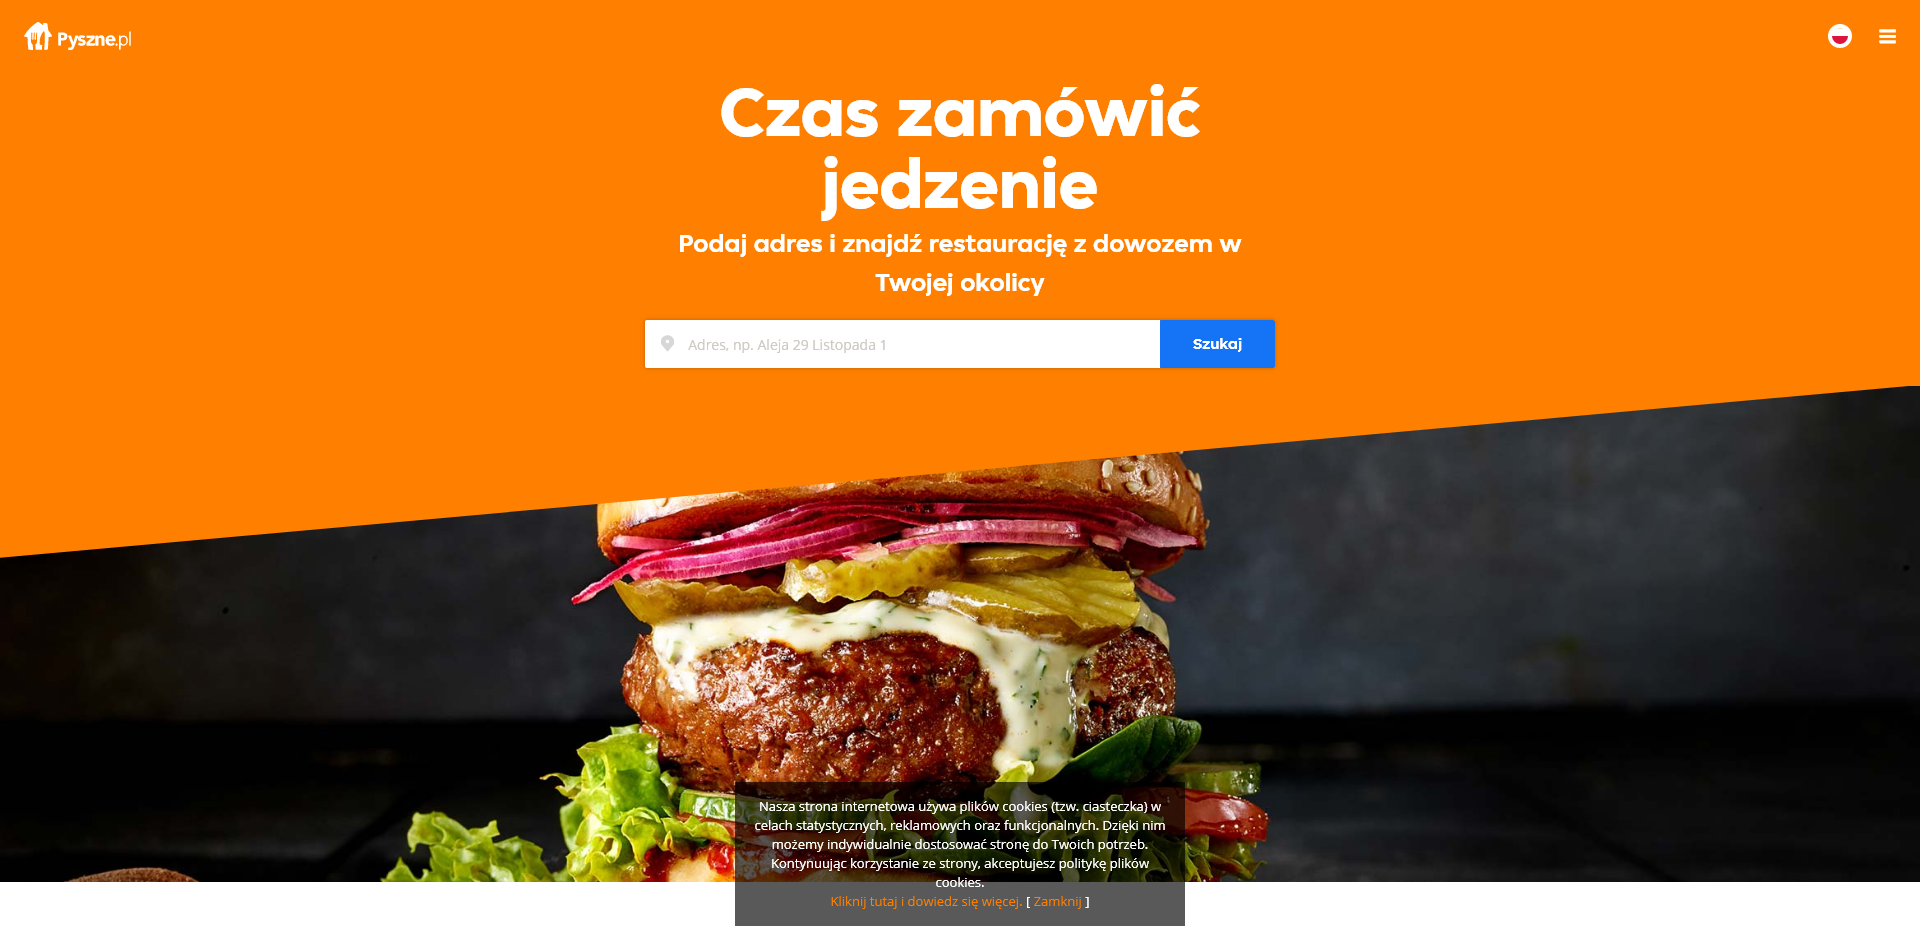 Pyszne.pl
Czas zamówić
jedzenie
Podaj adres i znajdź restaurację z dowozem w
Twojej okolicy
Adres, np. Aleja 29 Listopada 1
Szukaj
Nasza strona internetowa używa plików cookies (tzw. ciasteczka) w
celach statystycznych, reklamowych oraz funkcjonalnych. Dzięki nim
możemy indywidualnie dostosować stronę do Twoich potrzeb.
Kontynuując korzystanie ze strony, akceptujesz politykę plików
cookies.
Kliknij tutaj i dowiedz się więcej. [ Zamknij ]